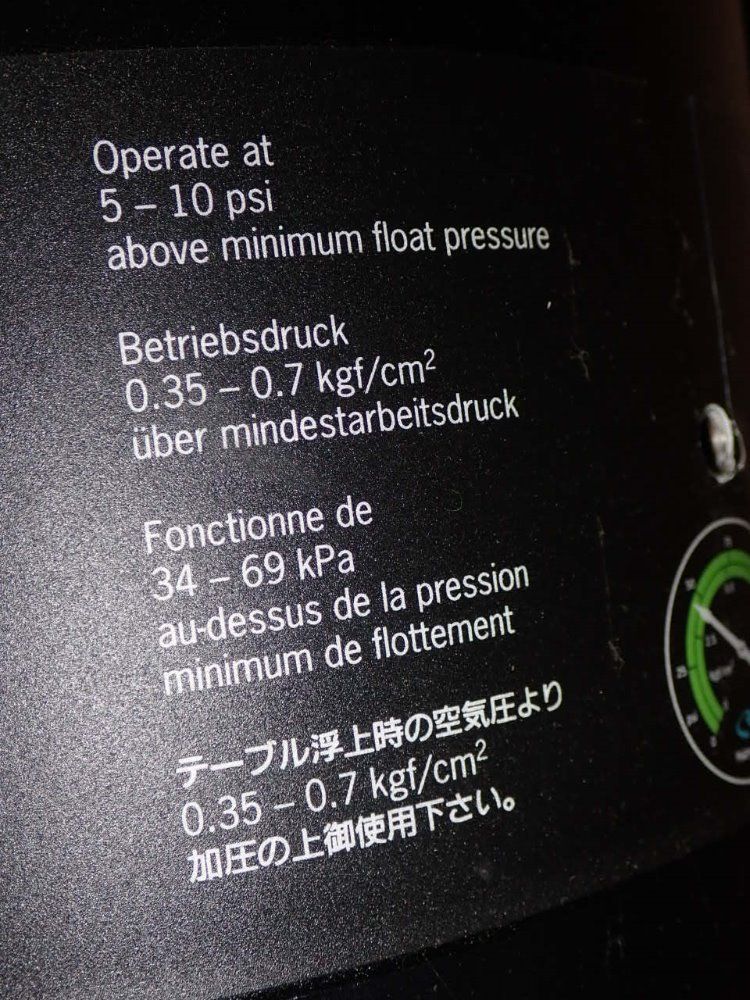 Operate at
5 – 10 psi
above minimum float pressure
Betriebsdruck
0.35 – 0.7 kgf/cm²
über mindestarbeitsdruck
Fonctionne de
34 – 69 kPa
au-dessus de la pression
minimum de flottement
テーブル浮上時の空気圧より
0.35 – 0.7 kgf/cm²
加圧の上御使用下さい。